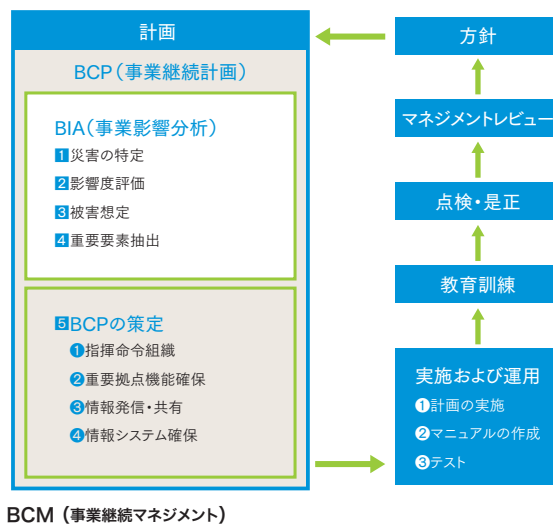 計画
BCP（事業継続計画）
BIA（事業影響分析）
1災害の特定
2影響度評価
3被害想定
4重要要素抽出
5BCPの策定
❶指揮命令組織
❷重要拠点機能確保
❸情報発信・共有
❹情報システム確保
方針
マネジメントレビュー
点検・是正
教育訓練
実施および運用
❶計画の実施
❷マニュアルの作成
❸テスト
BCM（事業継続マネジメント）